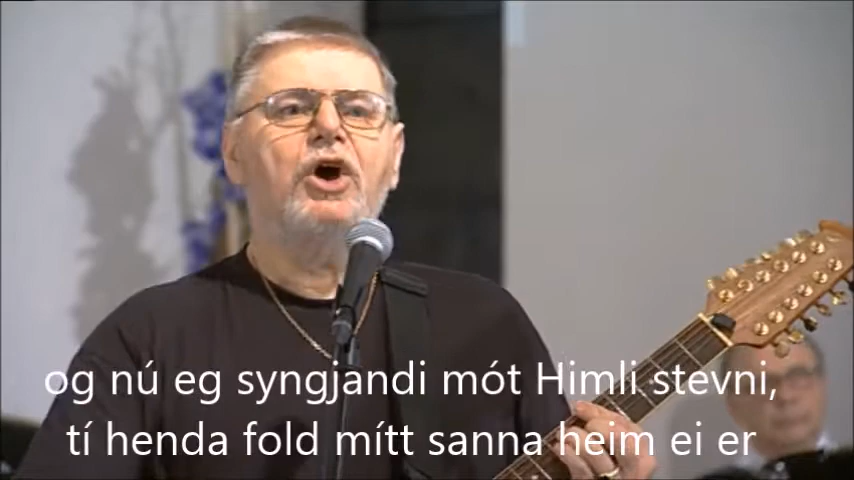 og nú eg syngjandi mót Himli stevni,
tí henda fold mítt sanna heim ei er